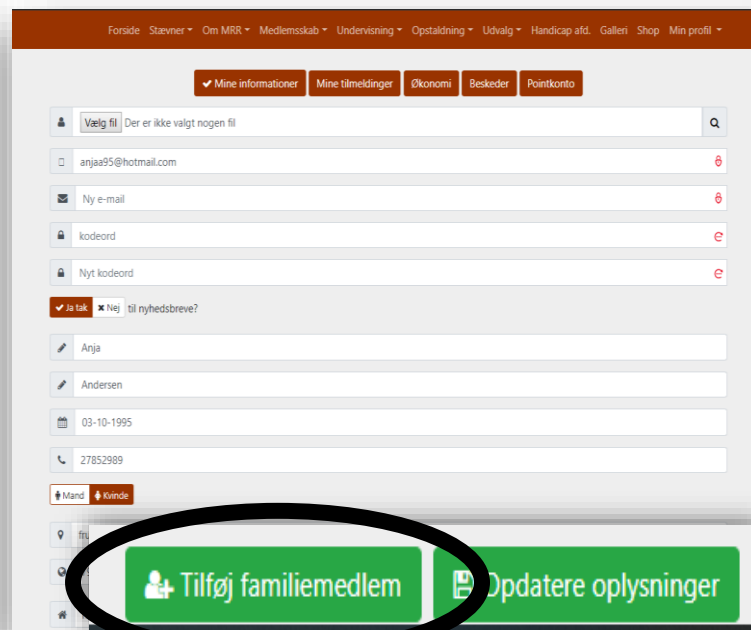 Forside Stævner Om MRR Medlemsskab Undervisning Opstaldning Udvalg Handicap afd. Galleri Shop Min profil
Mine informationer Mine tilmeldinger Økonomi Beskeder Pointkonto
Vælg fil Der er ikke valgt nogen fil
anjaa95@hotmail.com
Ny e-mail
kodeord
Nyt kodeord
Ja tak Nej til nyhedsbreve?
Anja
Andersen
03-10-1995
27852989
Mand Kvinde
Tilføj familiemedlem Opdatere oplysninger